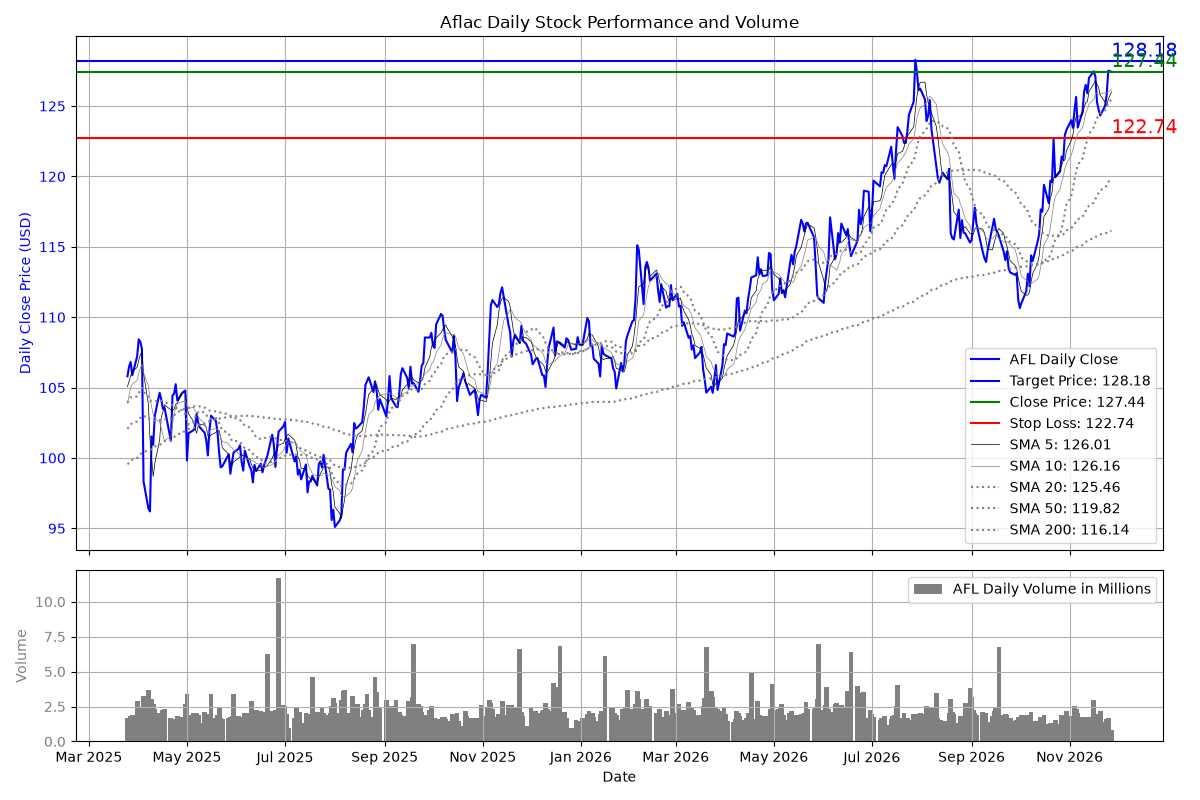 Aflac Daily Stock Performance and Volume
128.18
127.44
125
122.74
120
115
110
105
100
95
Daily Close Price (USD)
AFL Daily Close
Target Price: 128.18
Close Price: 127.44
Stop Loss: 122.74
SMA 5: 126.01
SMA 10: 126.16
SMA 20: 125.46
SMA 50: 119.82
SMA 200: 116.14
AFL Daily Volume in Millions
10.0
7.5
5.0
2.5
0.0
Volume
Mar 2025 May 2025 Jul 2025 Sep 2025 Nov 2025 Jan 2026 Mar 2026 May 2026 Jul 2026 Sep 2026 Nov 2026
Date